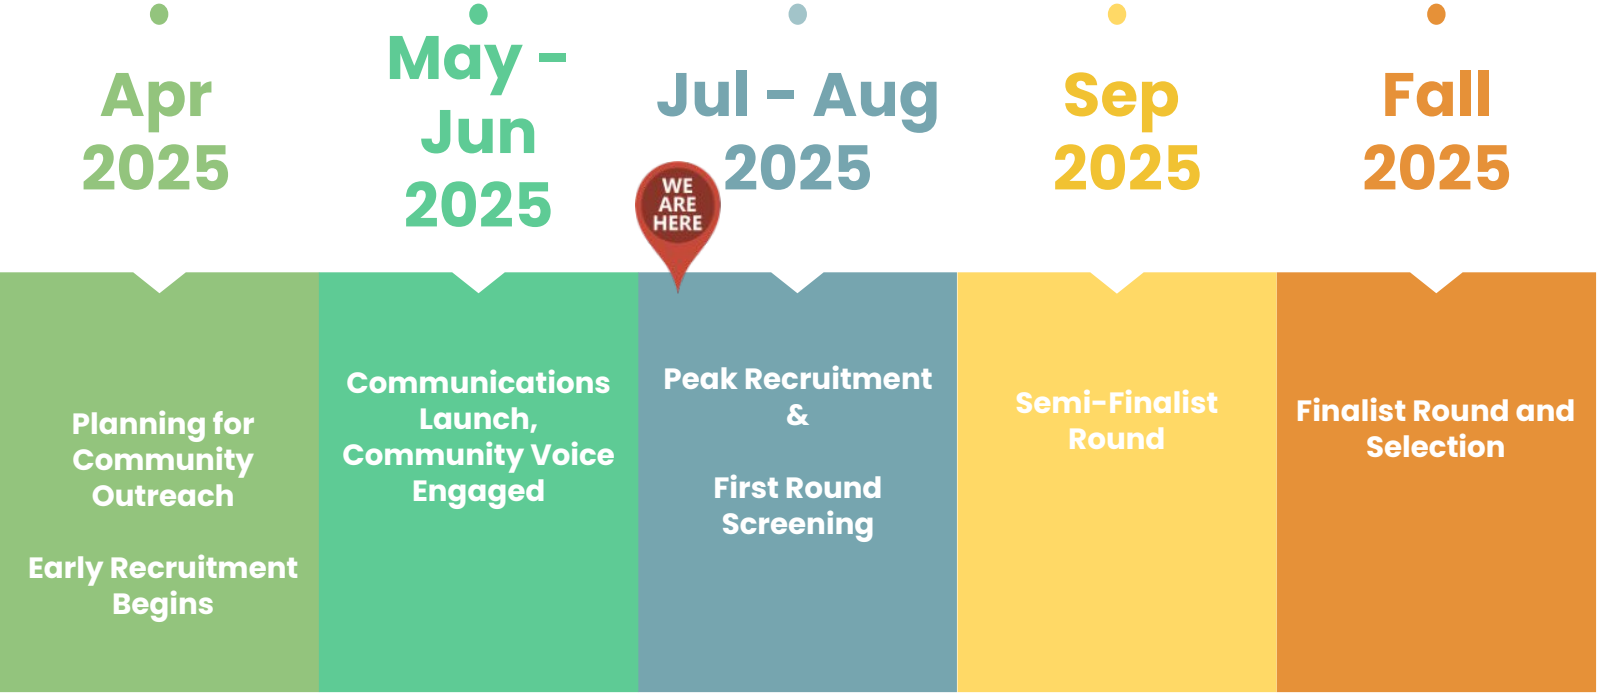 Apr
2025
May -
Jun
2025
Jul - Aug
2025
Sep
2025
Fall
2025
WE
ARE
HERE
Planning for
Community
Outreach
Early Recruitment
Begins
Communications
Launch,
Community Voice
Engaged
Peak Recruitment
&
First Round
Screening
Semi-Finalist
Round
Finalist Round and
Selection